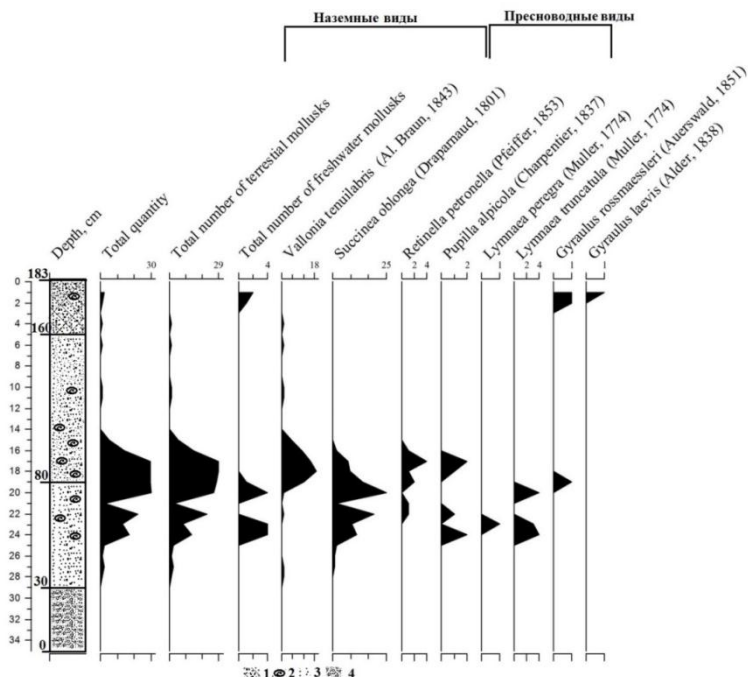 Наземные виды
Пресноводные виды
Depth, cm
Total quantity
Total number of terrestial mollusks
Total number of freshwater mollusks
Vallonia tenuilabris (Al. Braun, 1843)
Succinea oblonga (Draparnaud, 1801)
Retinella petronella (Pfeiffer, 1853)
Pupilla alpicola (Charpentier, 1837)
Lymnaea peregra (Muller, 1774)
Lymnaea truncatula (Muller, 1774)
Gyraulus rossmaessleri (Auerswald, 1851)
Gyraulus laevis (Alder, 1838)
30 29 4 18 25 2 4 2 1 2 4 1 1
183
0
2
4
160
6
8
10
12
14
16
18
80
20
22
24
26
28
30
30
32
34
0
1 2 3 4